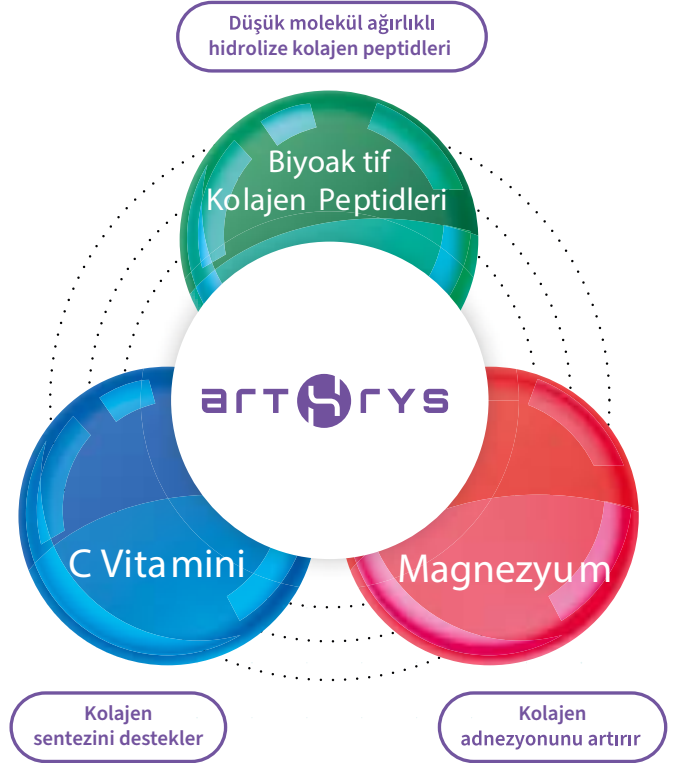 Düşük molekül ağırlıklı
hidrolize kolajen peptidleri
Biyoak tif
Kolajen Peptidleri
artHrys
C Vitamini
Magnezyum
Kolajen
sentezini destekler
Kolajen
adnezyonunu artırır